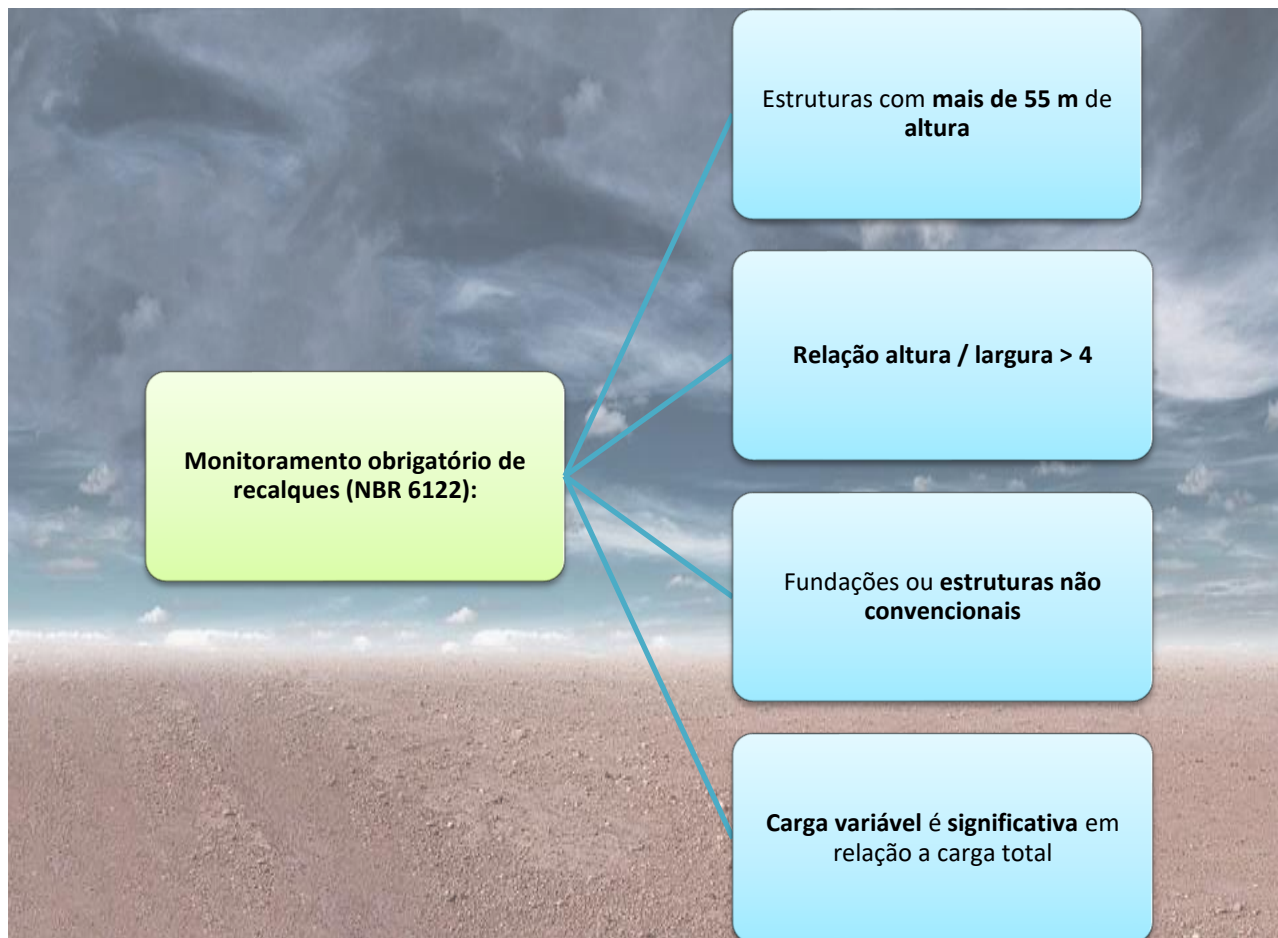 Estruturas com mais de 55 m de
altura
Relação altura / largura > 4
Monitoramento obrigatório de
recalques (NBR 6122):
Fundações ou estruturas não
convencionais
Carga variável é significativa em
relação a carga total